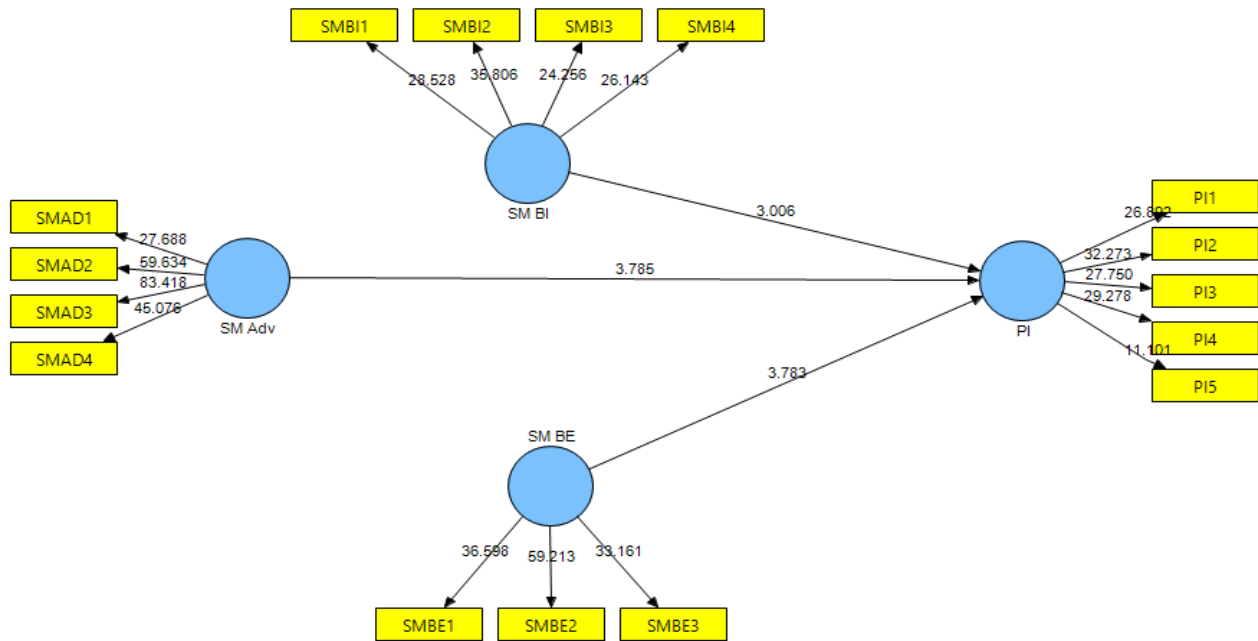 SMBI1 SMBI2 SMBI3 SMBI4
28.528 35.806 24.256 26.143
SM BI
SMAD1
SMAD2
SMAD3
SMAD4
27.688
59.634
83.418
45.076
SM Adv
3.006
3.785
3.783
PI
26.892
32.273
27.750
29.278
11.101
PI1
PI2
PI3
PI4
PI5
SM BE
36.598 59.213 33.161
SMBE1 SMBE2 SMBE3